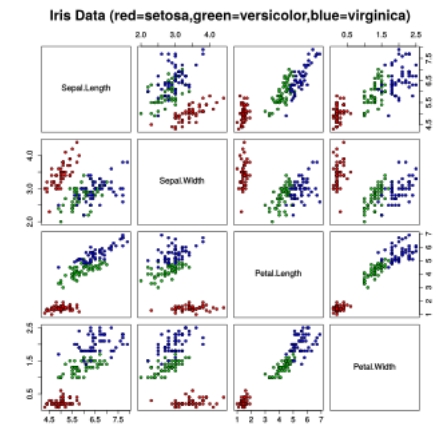 Iris Data (red=setosa,green=versicolor,blue=virginica)
2.0 3.0 4.0 0.5 1.5 2.5
Sepal.Length
4.5 5.5 6.5 7.5
2.0 3.0 4.0
Sepal.Width
Petal.Length
1 2 3 4 5 6 7
0.5 1.5 2.5
Petal.Width
4.5 5.5 6.5 7.5 1 2 3 4 5 6 7